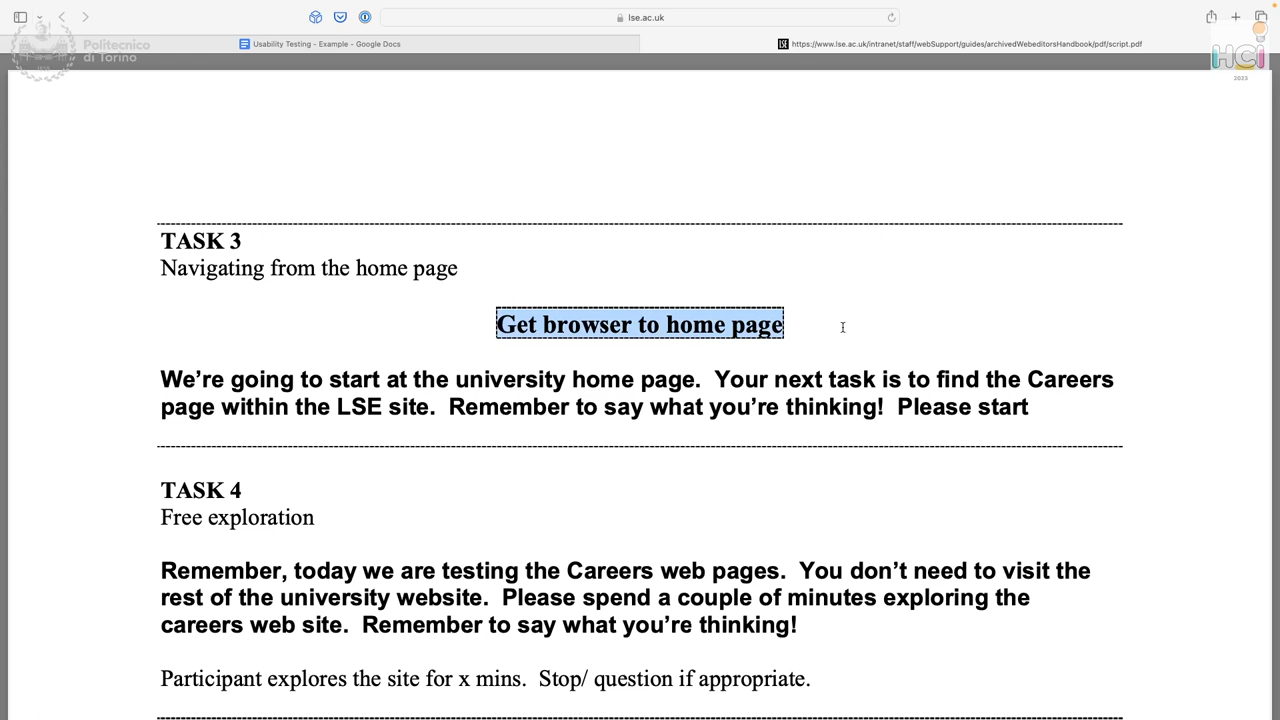 lse.ac.uk
Politecnico
di Torino
Usability Testing - Example - Google Docs
LSE https://www.lse.ac.uk/intranet/staff/webSupport/guides/archivedWebeditorsHandbook/pdf/script.pdf
HCI
2023
TASK 3
Navigating from the home page
Get browser to home page
We’re going to start at the university home page.  Your next task is to find the Careers
page within the LSE site.  Remember to say what you’re thinking!  Please start
TASK 4
Free exploration
Remember, today we are testing the Careers web pages.  You don’t need to visit the
rest of the university website.  Please spend a couple of minutes exploring the
careers web site.  Remember to say what you’re thinking!
Participant explores the site for x mins.  Stop/ question if appropriate.